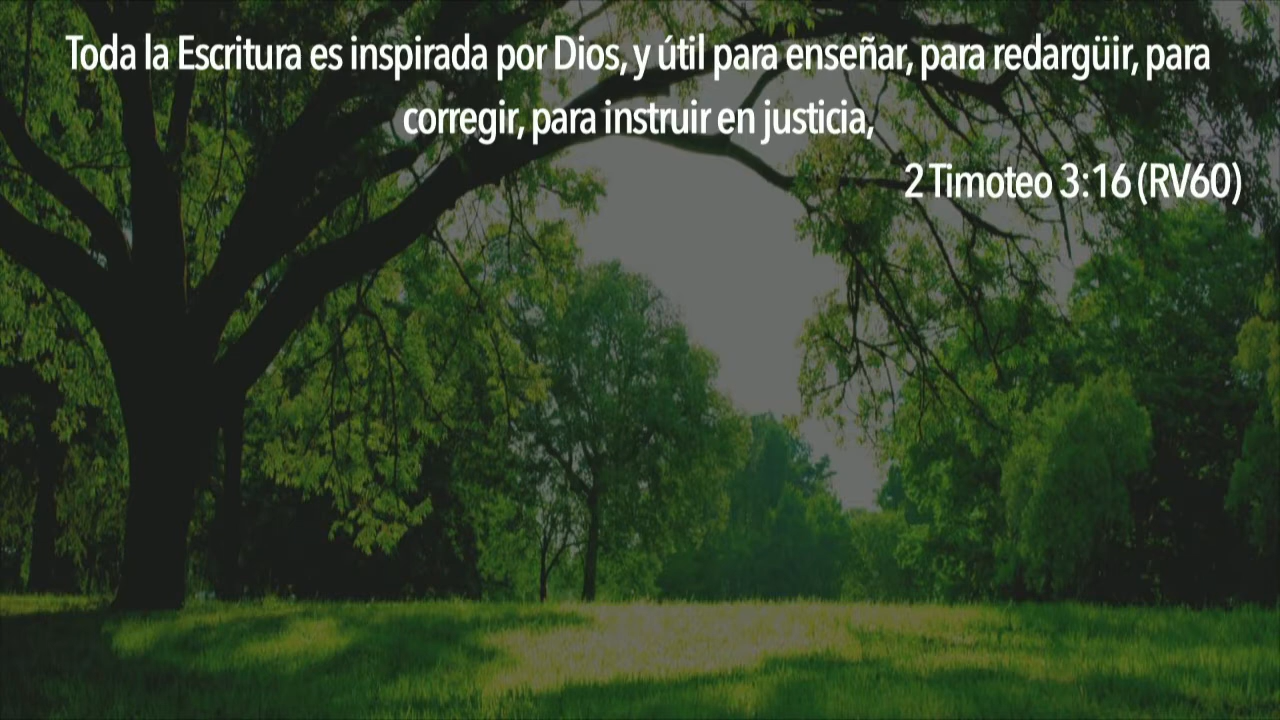 Toda la Escritura es inspirada por Dios, y útil para enseñar, para redargüir, para
corregir, para instruir en justicia,
2 Timoteo 3:16 (RV60)